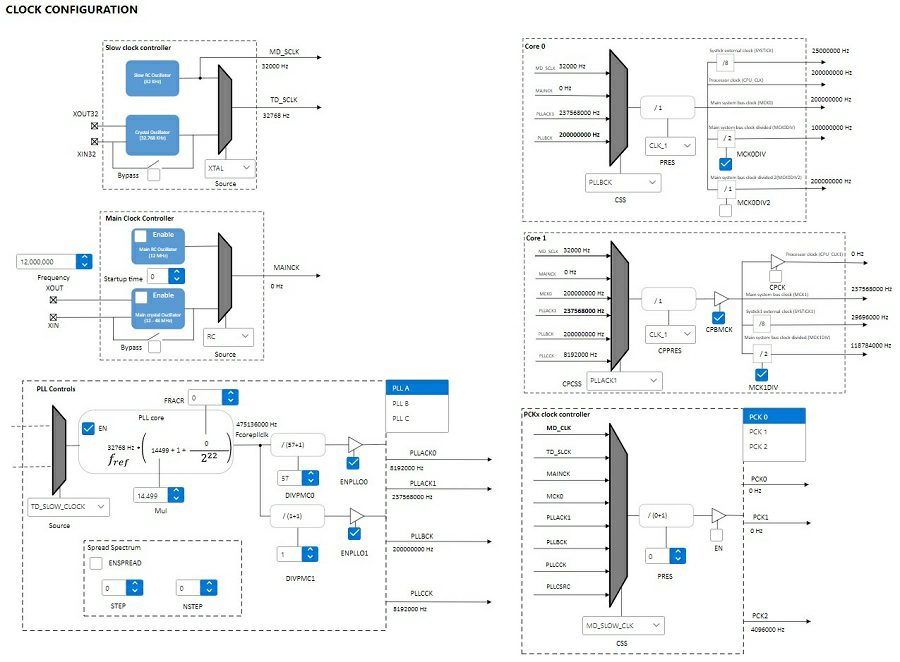 CLOCK CONFIGURATION
Slow clock controller
MD_SCLK
32000 Hz
Slow RC Oscillator
TD_SCLK
32768 Hz
XOUT32
Crystal Oscillator
(32.768 KHz)
XIN32
Bypass
XTAL
Source
Main Clock Controller
Enable
Main RC Oscillator
(12 MHz)
12,000,000
Frequency
Startup time
0
MAINCK
0 Hz
XOUT
Enable
Main crystal Oscillator
(12 - 48 MHz)
XIN
Bypass
RC
Source
PLL Controls
FRACR
0
PLL core
EN
475136000 Hz
Fcorepllclk
32768 Hz * ( 14499 + 1 + 0 / 2^22 )
fref
14,499
Mul
TD_SLOW_CLOCK
Source
/ (57+1)
57
DIVPMC0
ENPLLO0
/ (1+1)
1
DIVPMC1
ENPLLO1
PLL A
PLL B
PLL C
PLLACK0
8192000 Hz
PLLACK1
237568000 Hz
PLLBCK
200000000 Hz
PLLCCK
8192000 Hz
Spread Spectrum
ENSPREAD
0
0
STEP
NSTEP
Core 0
MD_SCLK 32000 Hz
MAINCK 0 Hz
PLLACK1 237568000 Hz
PLLBCK 200000000 Hz
PLLBCK
CSS
/ 1
CLK_1
PRES
Systick external clock (SYSTICK)
25000000 Hz
/8
Processor clock (CPU_CLK)
200000000 Hz
Main system bus clock (MCK0)
200000000 Hz
Main system bus clock divided (MCK0DIV)
100000000 Hz
/ 2
MCK0DIV
Main system bus clock divided 2(MCK0DIV2)
200000000 Hz
/ 1
MCK0DIV2
Core 1
MD_SCLK 32000 Hz
MAINCK 0 Hz
MCK0 200000000 Hz
PLLACK1 237568000 Hz
PLLBCK 200000000 Hz
PLLCCK 8192000 Hz
CPCSS
PLLACK1
/ 1
CLK_1
CPPRES
CPBMCK
Processor clock (CPU_CLK1)
0 Hz
CPCK
Main system bus clock (MCK1)
237568000 Hz
Systick1 external clock (SYSTICK1)
29696000 Hz
/8
Main system bus clock divided (MCK1DIV)
118784000 Hz
/ 2
MCK1DIV
PCKx clock controller
MD_CLK
TD_SLCK
MAINCK
MCK0
PLLACK1
PLLBCK
PLLCCK
PLLCSRC
MD_SLOW_CLK
CSS
/ (0+1)
0
PRES
EN
PCK 0
PCK 1
PCK 2
PCK0
0 Hz
PCK1
0 Hz
PCK2
4096000 Hz